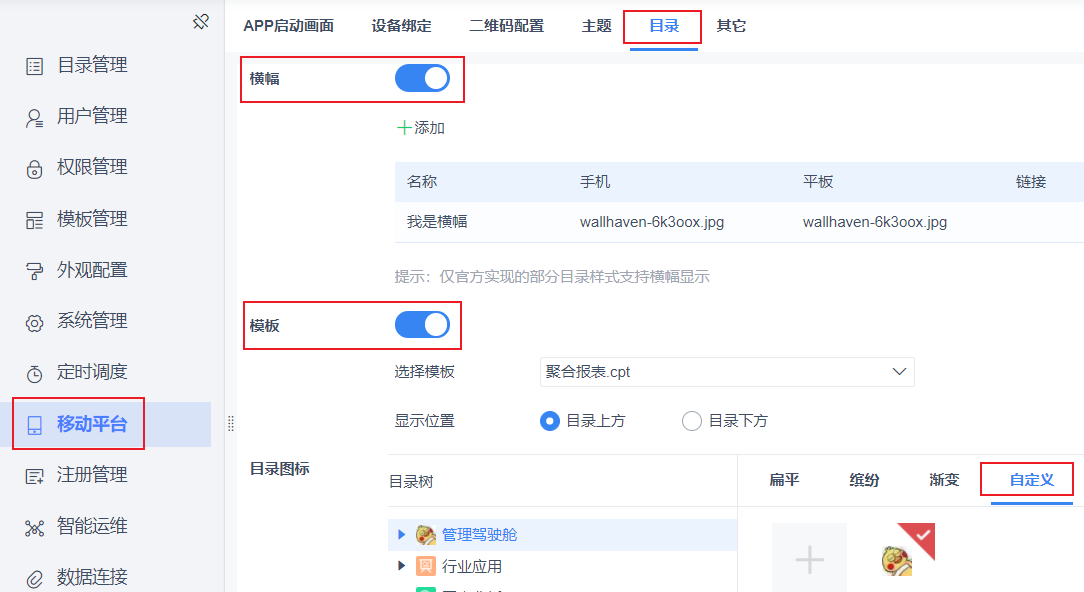 APP启动画面 设备绑定 二维码配置 主题 目录 其它
目录管理
用户管理
权限管理
模板管理
外观配置
系统管理
定时调度
移动平台
注册管理
智能运维
数据连接
横幅
添加
名称 手机 平板 链接
我是横幅 wallhaven-6k3oox.jpg wallhaven-6k3oox.jpg
提示：仅官方实现的部分目录样式支持横幅显示
模板
选择模板 聚合报表.cpt
显示位置 目录上方 目录下方
目录图标
目录树
扁平 缤纷 渐变 自定义
管理驾驶舱
行业应用